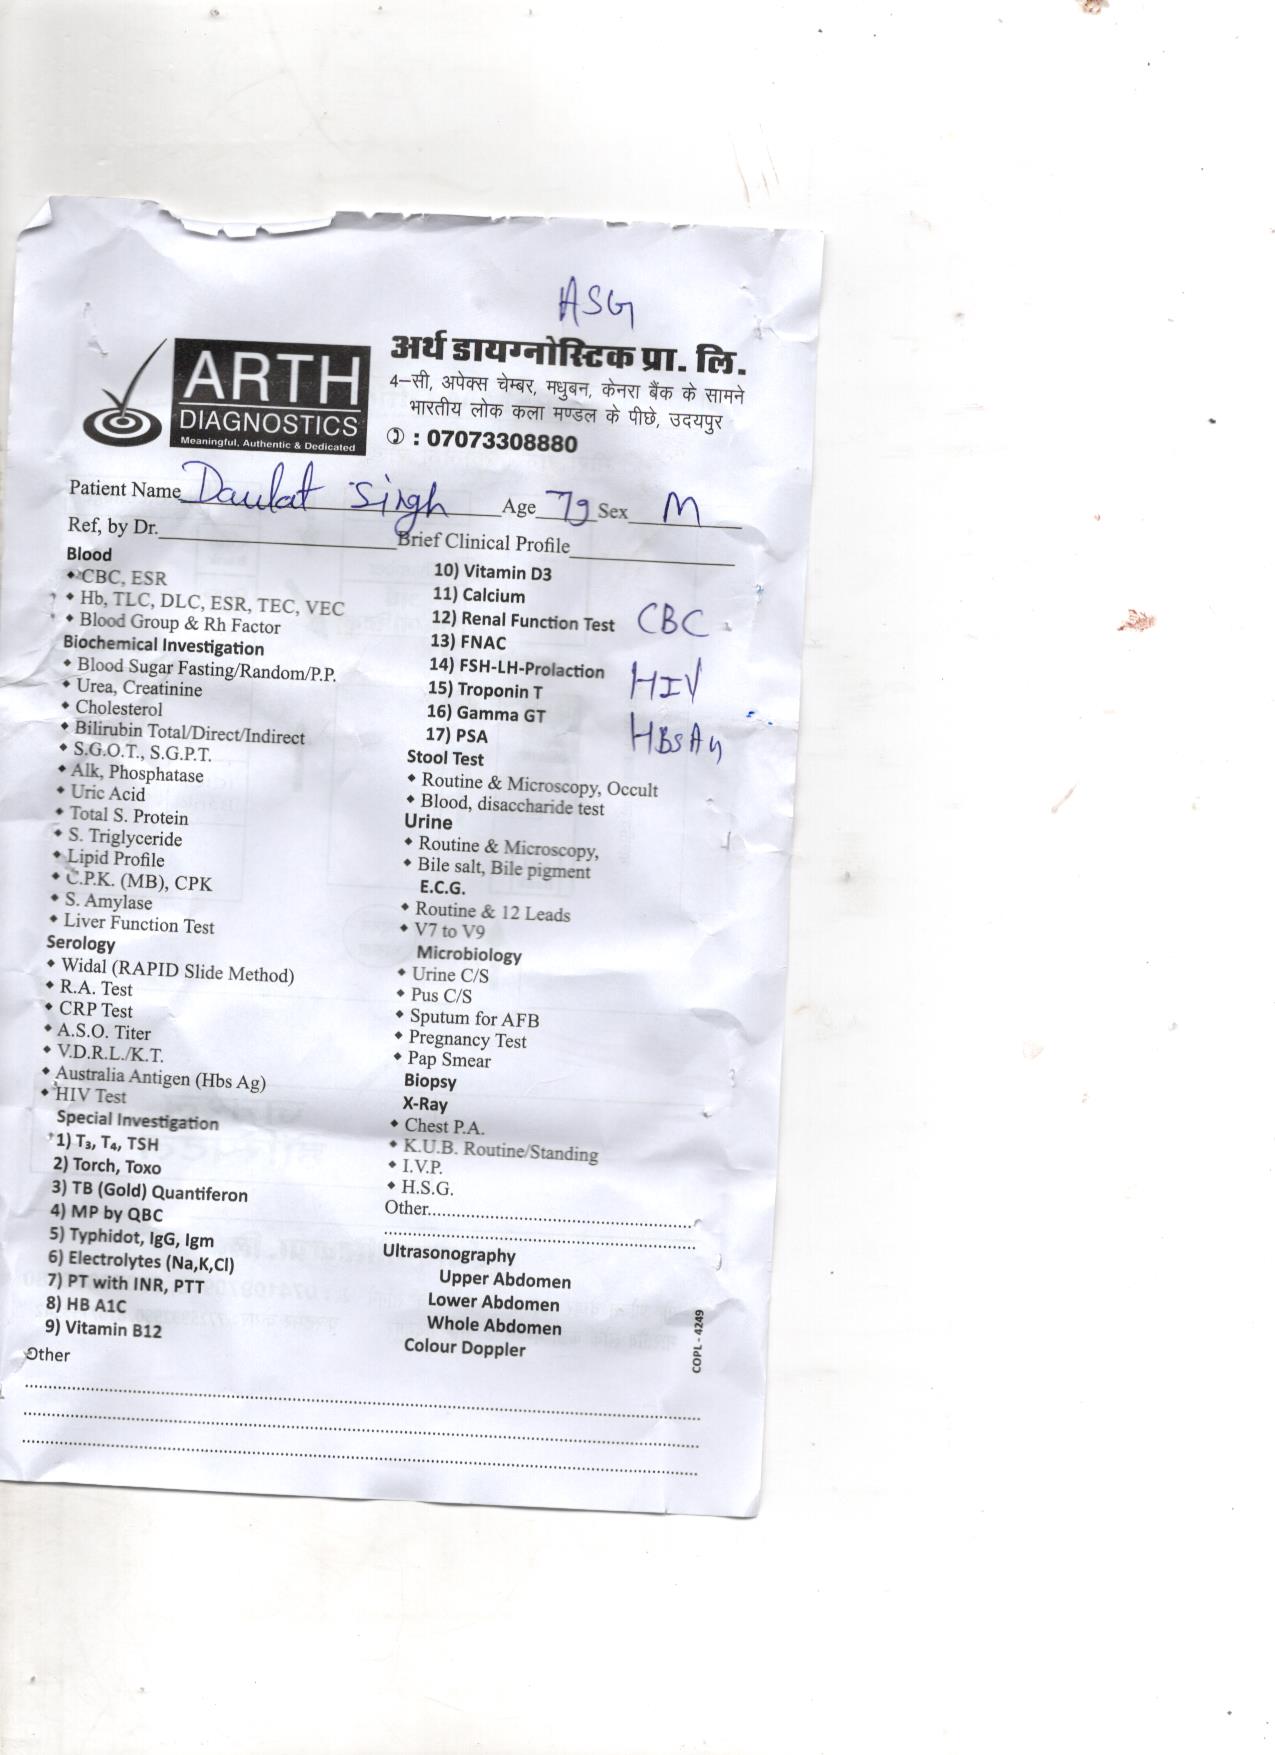 ASG
ARTH
DIAGNOSTICS
Meaningful, Authentic & Dedicated
अर्थ डायग्नोस्टिक प्रा. लि.
4–सी, अपेक्स चेम्बर, मधुबन, केनरा बैंक के सामने
भारतीय लोक कला मण्डल के पीछे, उदयपुर
✆ : 07073308880
Patient Name Daulat Singh Age 79 Sex M
Ref, by Dr. Brief Clinical Profile
Blood
CBC, ESR
Hb, TLC, DLC, ESR, TEC, VEC
Blood Group & Rh Factor
Biochemical Investigation
Blood Sugar Fasting/Random/P.P.
Urea, Creatinine
Cholesterol
Bilirubin Total/Direct/Indirect
S.G.O.T., S.G.P.T.
Alk, Phosphatase
Uric Acid
Total S. Protein
S. Triglyceride
Lipid Profile
C.P.K. (MB), CPK
S. Amylase
Liver Function Test
Serology
Widal (RAPID Slide Method)
R.A. Test
CRP Test
A.S.O. Titer
V.D.R.L./K.T.
Australia Antigen (Hbs Ag)
HIV Test
Special Investigation
1) T₃, T₄, TSH
2) Torch, Toxo
3) TB (Gold) Quantiferon
4) MP by QBC
5) Typhidot, IgG, Igm
6) Electrolytes (Na,K,Cl)
7) PT with INR, PTT
8) HB A1C
9) Vitamin B12
Other
10) Vitamin D3
11) Calcium
12) Renal Function Test
13) FNAC
14) FSH-LH-Prolaction
15) Troponin T
16) Gamma GT
17) PSA
CBC
HIV
HBsAg
Stool Test
Routine & Microscopy, Occult
Blood, disaccharide test
Urine
Routine & Microscopy,
Bile salt, Bile pigment
E.C.G.
Routine & 12 Leads
V7 to V9
Microbiology
Urine C/S
Pus C/S
Sputum for AFB
Pregnancy Test
Pap Smear
Biopsy
X-Ray
Chest P.A.
K.U.B. Routine/Standing
I.V.P.
H.S.G.
Other
Ultrasonography
Upper Abdomen
Lower Abdomen
Whole Abdomen
Colour Doppler
COPL - 4249